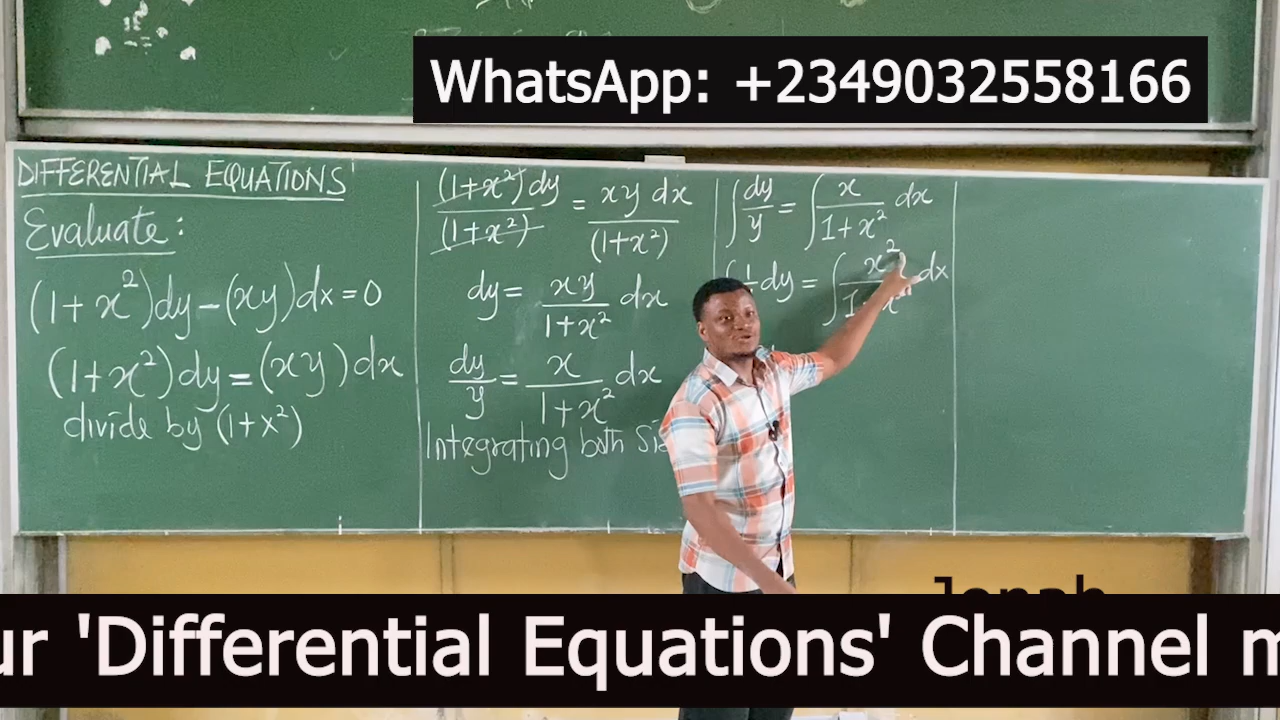 WhatsApp: +2349032558166
DIFFERENTIAL EQUATIONS
Evaluate:
(1+x²)dy-(xy)dx=0
(1+x²)dy=(xy)dx
divide by (1+x²)
(1+x²)dy/(1+x²) = xy dx/(1+x²)
dy= xy/1+x² dx
dy/y = x/1+x² dx
Integrating both
∫dy/y = ∫x/1+x² dx
dy = ∫x² dx
Jonah
'Differential Equations' Channel